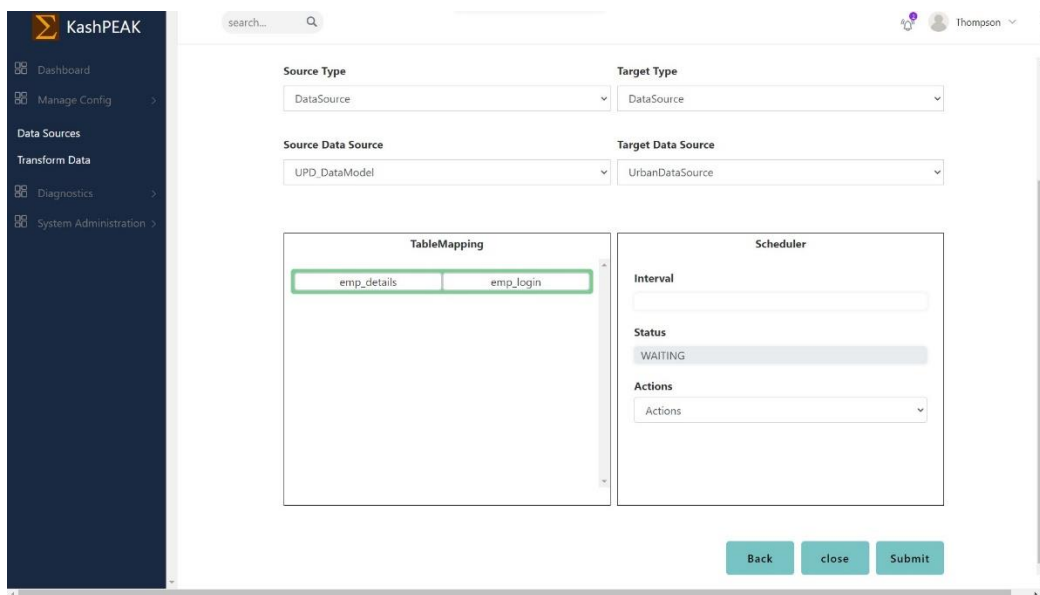 KashPEAK
search...
2
Thompson
Dashboard
Manage Config
Data Sources
Transform Data
Diagnostics
System Administration
Source Type
Target Type
DataSource
DataSource
Source Data Source
Target Data Source
UPD_DataModel
UrbanDataSource
TableMapping
emp_details
emp_login
Scheduler
Interval
Status
WAITING
Actions
Actions
Back
close
Submit